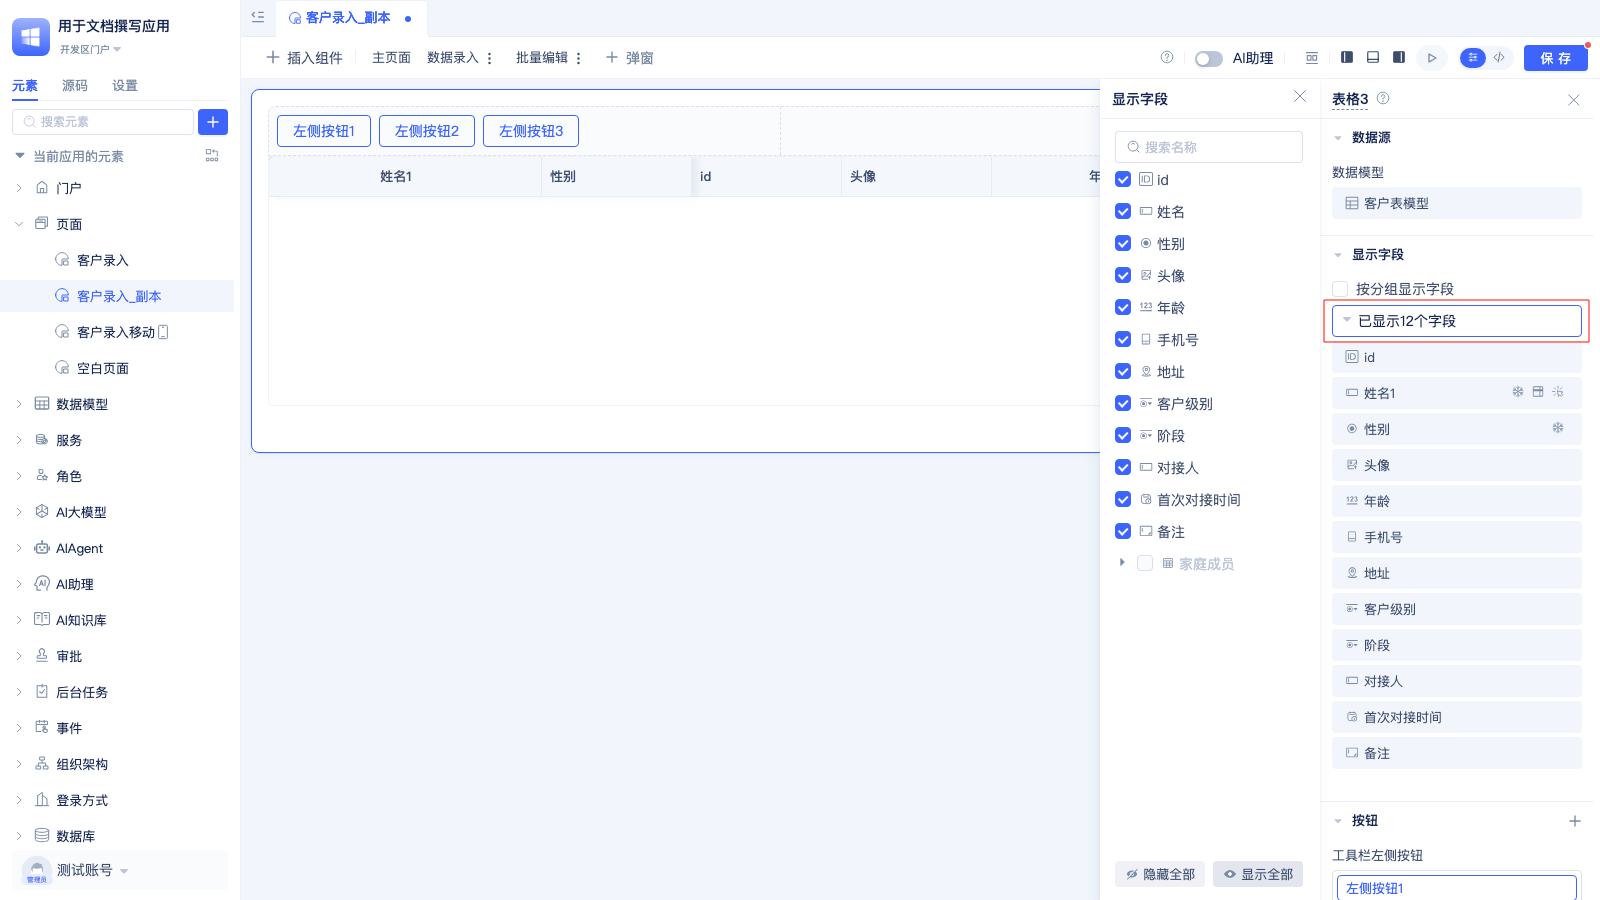 用于文档撰写应用
开发区门户
元素 源码 设置
搜索元素
当前应用的元素
门户
页面
客户录入
客户录入_副本
客户录入移动
空白页面
数据模型
服务
角色
AI大模型
AIAgent
AI助理
AI知识库
审批
后台任务
事件
组织架构
登录方式
数据库
管理员
测试账号
客户录入_副本
插入组件 主页面 数据录入 批量编辑 弹窗
AI助理
保 存
左侧按钮1 左侧按钮2 左侧按钮3
姓名1 性别 id 头像 年
显示字段
搜索名称
id
姓名
性别
头像
123 年龄
手机号
地址
客户级别
阶段
对接人
首次对接时间
备注
家庭成员
隐藏全部 显示全部
表格3
数据源
数据模型
客户表模型
显示字段
按分组显示字段
已显示12个字段
id
姓名1
性别
头像
123 年龄
手机号
地址
客户级别
阶段
对接人
首次对接时间
备注
按钮
工具栏左侧按钮
左侧按钮1